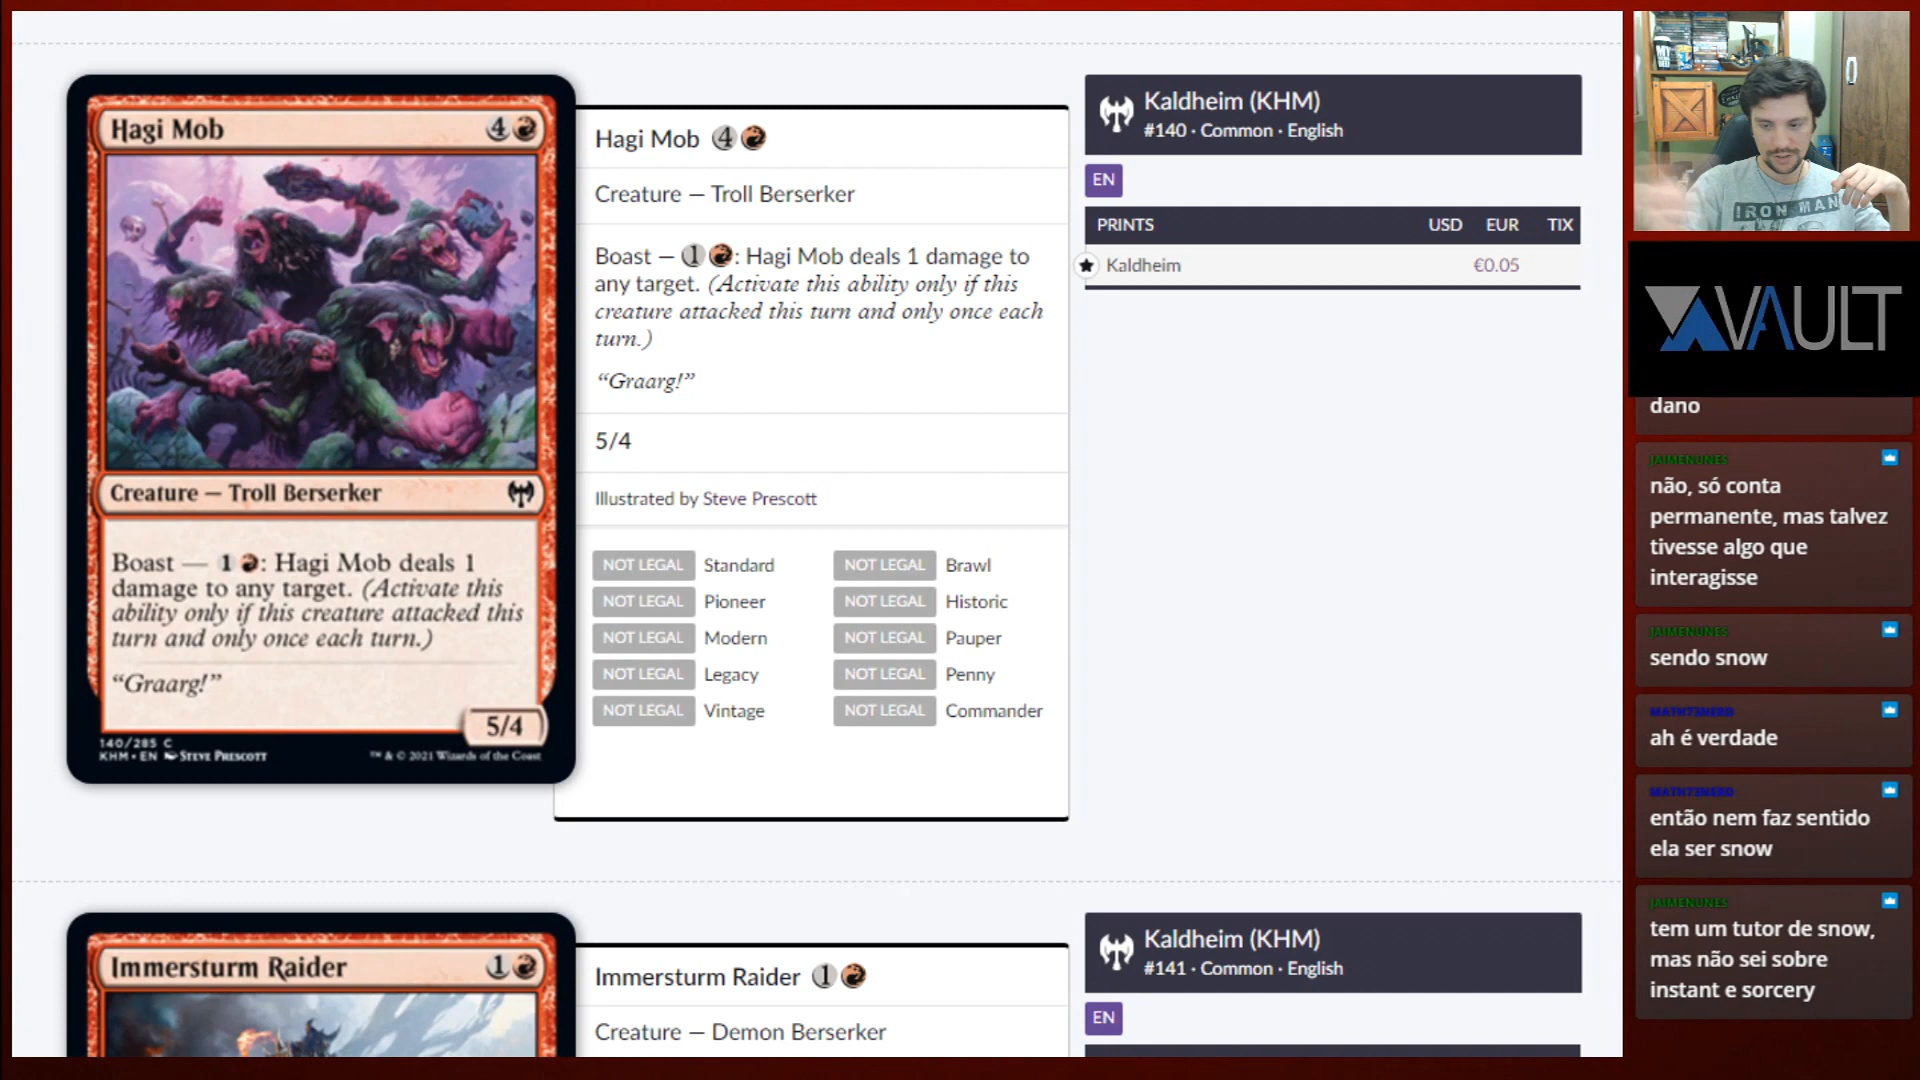 Hagi Mob 4
Creature — Troll Berserker
Boast — 1 : Hagi Mob deals 1
damage to any target. (Activate this
ability only if this creature attacked this
turn and only once each turn.)
“Graarg!”
5/4
140/285 C
KHM • EN STEVE PRESCOTT
™ & © 2021 Wizards of the Coast
Hagi Mob 4
Creature — Troll Berserker
Boast — 1 : Hagi Mob deals 1 damage to
any target. (Activate this ability only if this
creature attacked this turn and only once each
turn.)
“Graarg!”
5/4
Illustrated by Steve Prescott
NOT LEGAL Standard NOT LEGAL Brawl
NOT LEGAL Pioneer NOT LEGAL Historic
NOT LEGAL Modern NOT LEGAL Pauper
NOT LEGAL Legacy NOT LEGAL Penny
NOT LEGAL Vintage NOT LEGAL Commander
Kaldheim (KHM)
#140 · Common · English
EN
PRINTS USD EUR TIX
Kaldheim €0.05
Immersturm Raider 1
Immersturm Raider 1
Creature — Demon Berserker
Kaldheim (KHM)
#141 · Common · English
EN
IRON MAN
VAULT
dano
JAIMENUNES
não, só conta
permanente, mas talvez
tivesse algo que
interagisse
JAIMENUNES
sendo snow
ah é verdade
então nem faz sentido
ela ser snow
JAIMENUNES
tem um tutor de snow,
mas não sei sobre
instant e sorcery